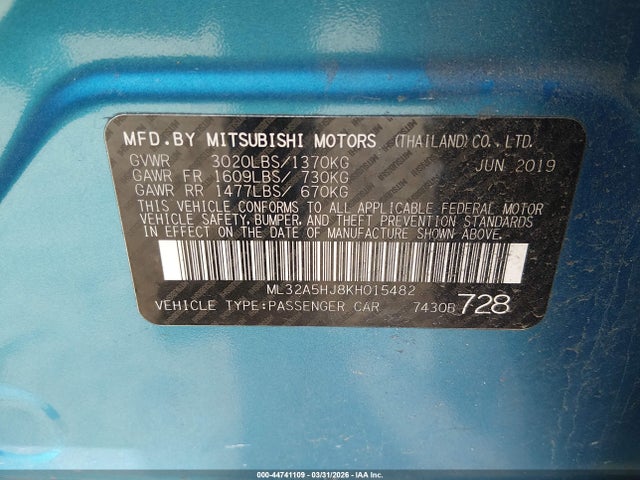 MFD.BY MITSUBISHI MOTORS (THAILAND) CO., LTD.
GVWR 3020LBS/1370KG JUN 2019
GAWR FR 1609LBS/ 730KG
GAWR RR 1477LBS/ 670KG
THIS VEHICLE CONFORMS TO ALL APPLICABLE FEDERAL MOTOR
VEHICLE SAFETY, BUMPER, AND THEFT PREVENTION STANDARDS
IN EFFECT ON THE DATE OF MANUFACTURE SHOWN ABOVE.
ML32A5HJ8KH015482
VEHICLE TYPE:PASSENGER CAR 7430B 728
000-44741109 | 03/31/2026 | IAA Inc.